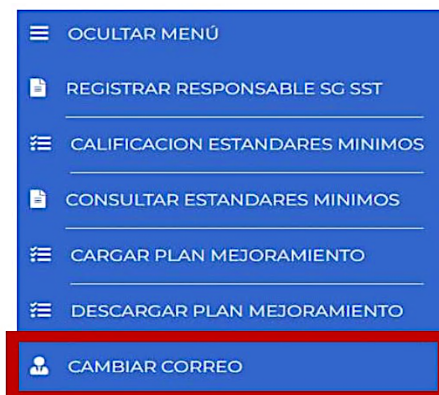 OCULTAR MENÚ
REGISTRAR RESPONSABLE SG SST
CALIFICACION ESTANDARES MINIMOS
CONSULTAR ESTANDARES MINIMOS
CARGAR PLAN MEJORAMIENTO
DESCARGAR PLAN MEJORAMIENTO
CAMBIAR CORREO